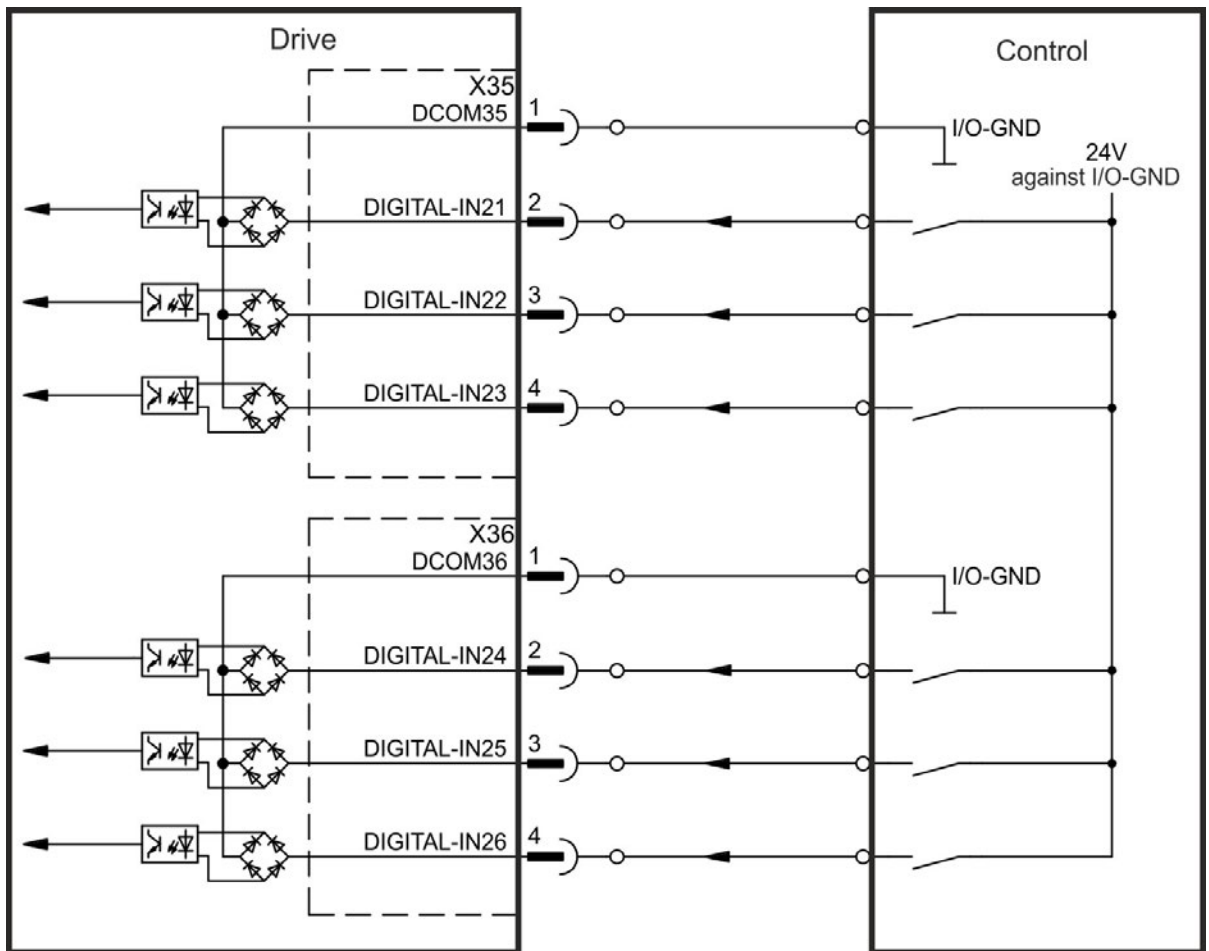 Drive
Control
X35
DCOM35
1
I/O-GND
24V
against I/O-GND
DIGITAL-IN21
2
DIGITAL-IN22
3
DIGITAL-IN23
4
X36
DCOM36
1
I/O-GND
DIGITAL-IN24
2
DIGITAL-IN25
3
DIGITAL-IN26
4